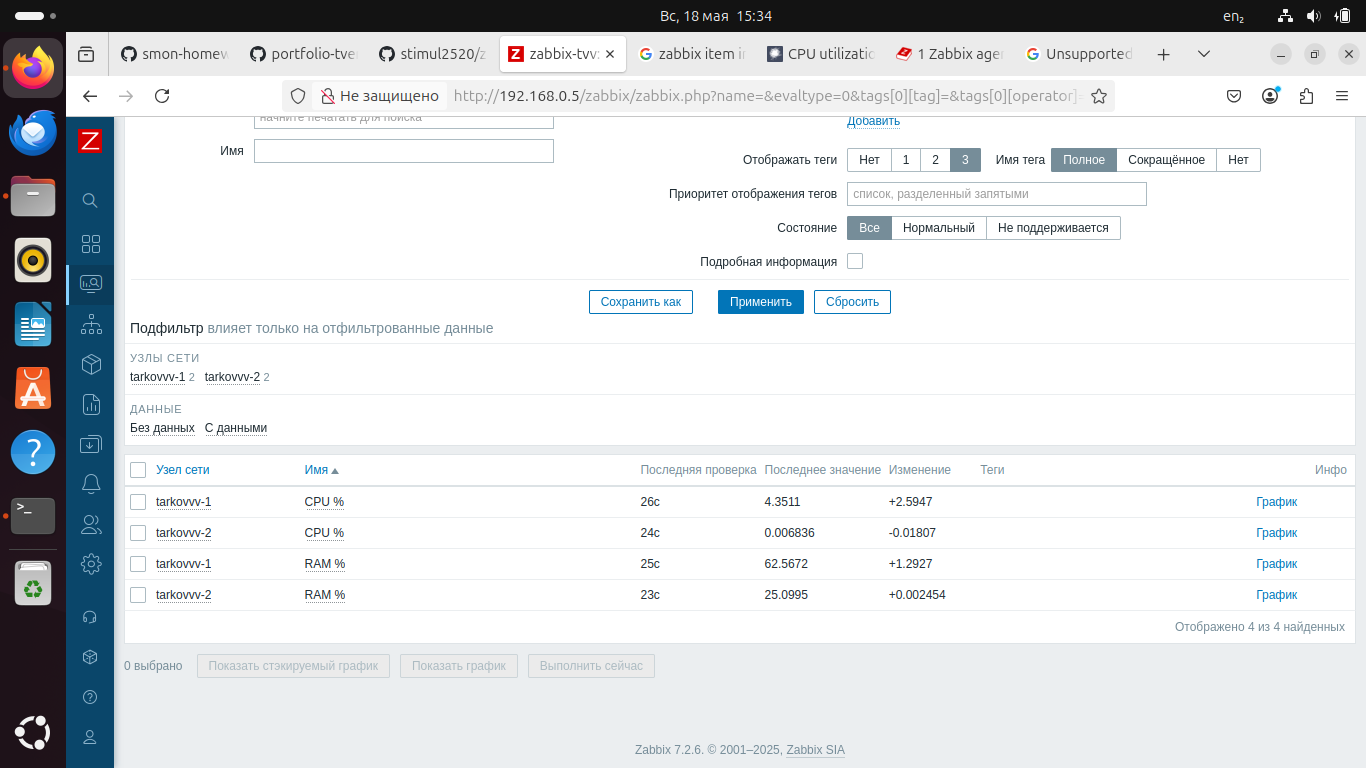 Вс, 18 мая 15:34
en₂
smon-homew
portfolio-tve
stimul2520/z
zabbix-tvv
zabbix item i
CPU utilizatio
1 Zabbix age
Unsupported
Не защищено
http://192.168.0.5/zabbix/zabbix.php?name=&evaltype=0&tags[0][tag]=&tags[0][operator]=
начните печатать для поиска
Добавить
Имя
Отображать теги Нет 1 2 3 Имя тега Полное Сокращённое Нет
Приоритет отображения тегов список, разделенный запятыми
Состояние Все Нормальный Не поддерживается
Подробная информация
Сохранить как Применить Сбросить
Подфильтр влияет только на отфильтрованные данные
УЗЛЫ СЕТИ
tarkovvv-1 2 tarkovvv-2 2
ДАННЫЕ
Без данных С данными
Узел сети Имя Последняя проверка Последнее значение Изменение Теги Инфо
tarkovvv-1 CPU % 26с 4.3511 +2.5947 График
tarkovvv-2 CPU % 24с 0.006836 -0.01807 График
tarkovvv-1 RAM % 25с 62.5672 +1.2927 График
tarkovvv-2 RAM % 23с 25.0995 +0.002454 График
Отображено 4 из 4 найденных
0 выбрано Показать стэкируемый график Показать график Выполнить сейчас
Zabbix 7.2.6. © 2001–2025, Zabbix SIA